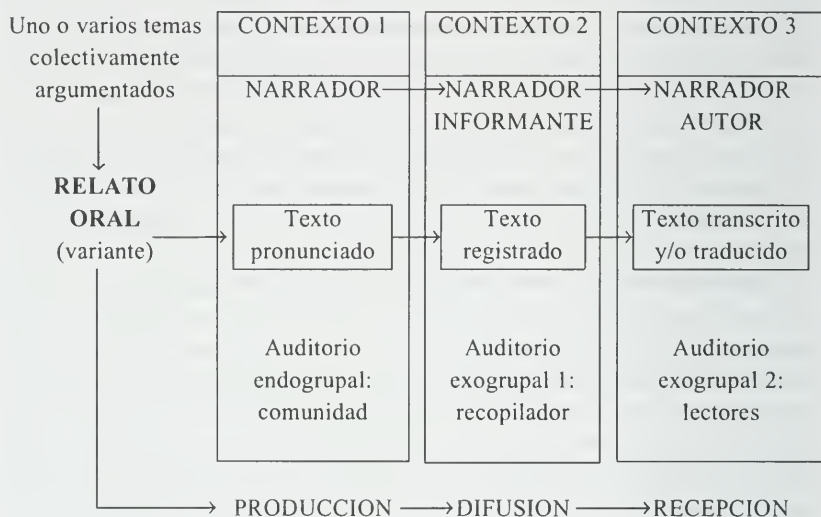 Uno o varios temas
colectivamente
argumentados
RELATO
ORAL
(variante)
CONTEXTO 1
NARRADOR
Texto
pronunciado
Auditorio
endogrupal:
comunidad
CONTEXTO 2
NARRADOR
INFORMANTE
Texto
registrado
Auditorio
exogrupal 1:
recopilador
CONTEXTO 3
NARRADOR
AUTOR
Texto transcrito
y/o traducido
Auditorio
exogrupal 2:
lectores
PRODUCCION DIFUSION RECEPCION